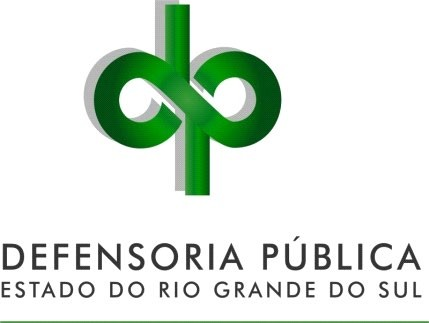 DEFENSORIA PÚBLICA
ESTADO DO RIO GRANDE DO SUL